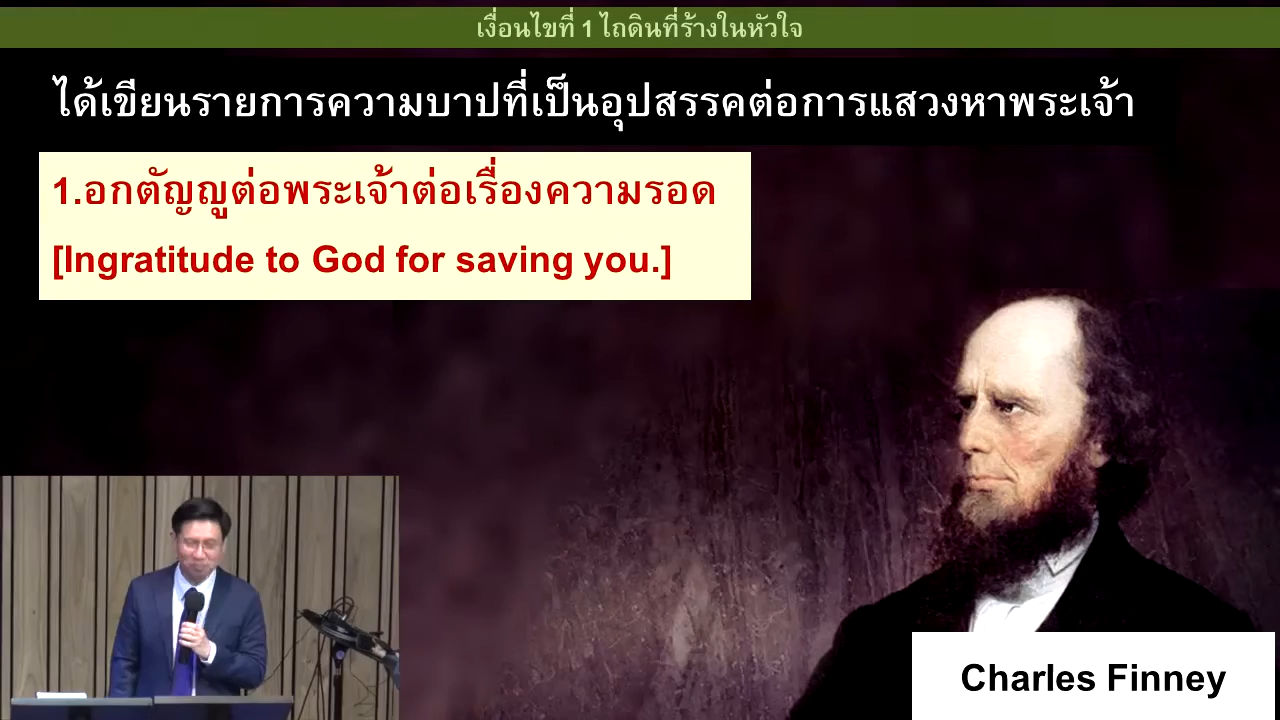 เงื่อนไขที่ 1 ไถดินที่ร้างในหัวใจ
ได้เขียนรายการความบาปที่เป็นอุปสรรคต่อการแสวงหาพระเจ้า
1.อกตัญญูต่อพระเจ้าต่อเรื่องความรอด
[Ingratitude to God for saving you.]
Charles Finney